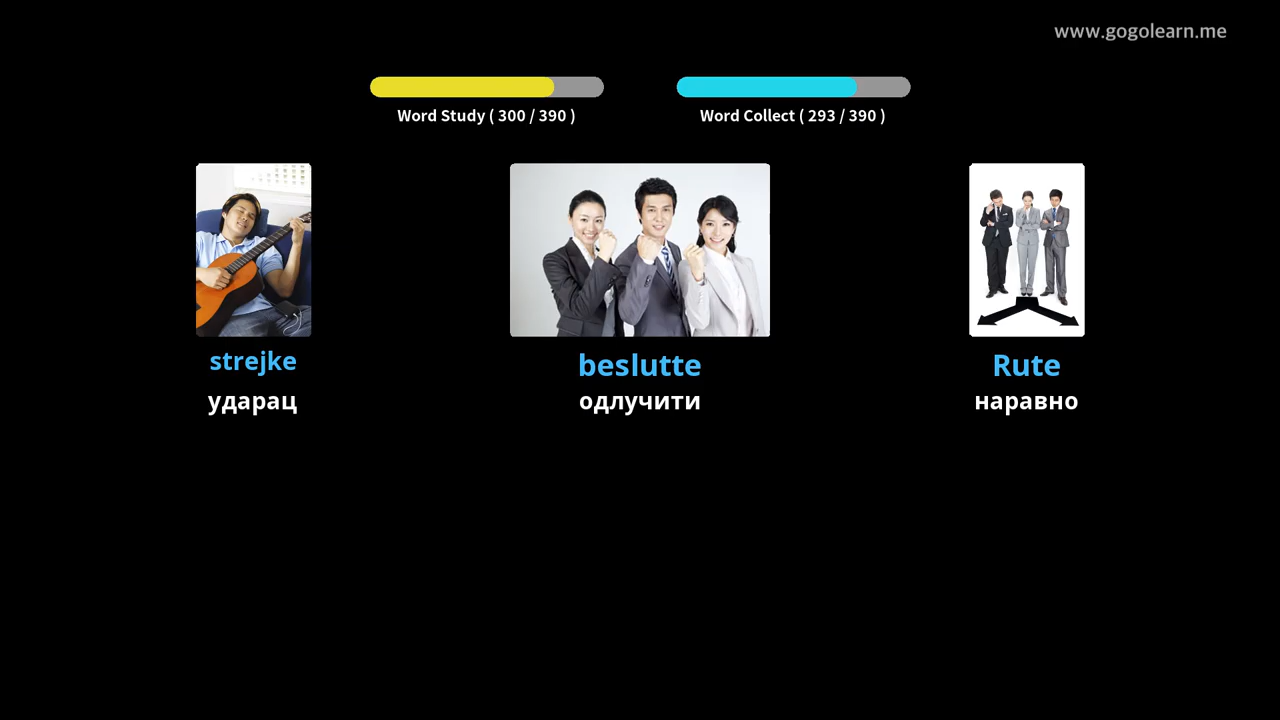 www.gogolearn.me
Word Study ( 300 / 390 )
Word Collect ( 293 / 390 )
strejke
beslutte
Rute
ударац
одлучити
наравно